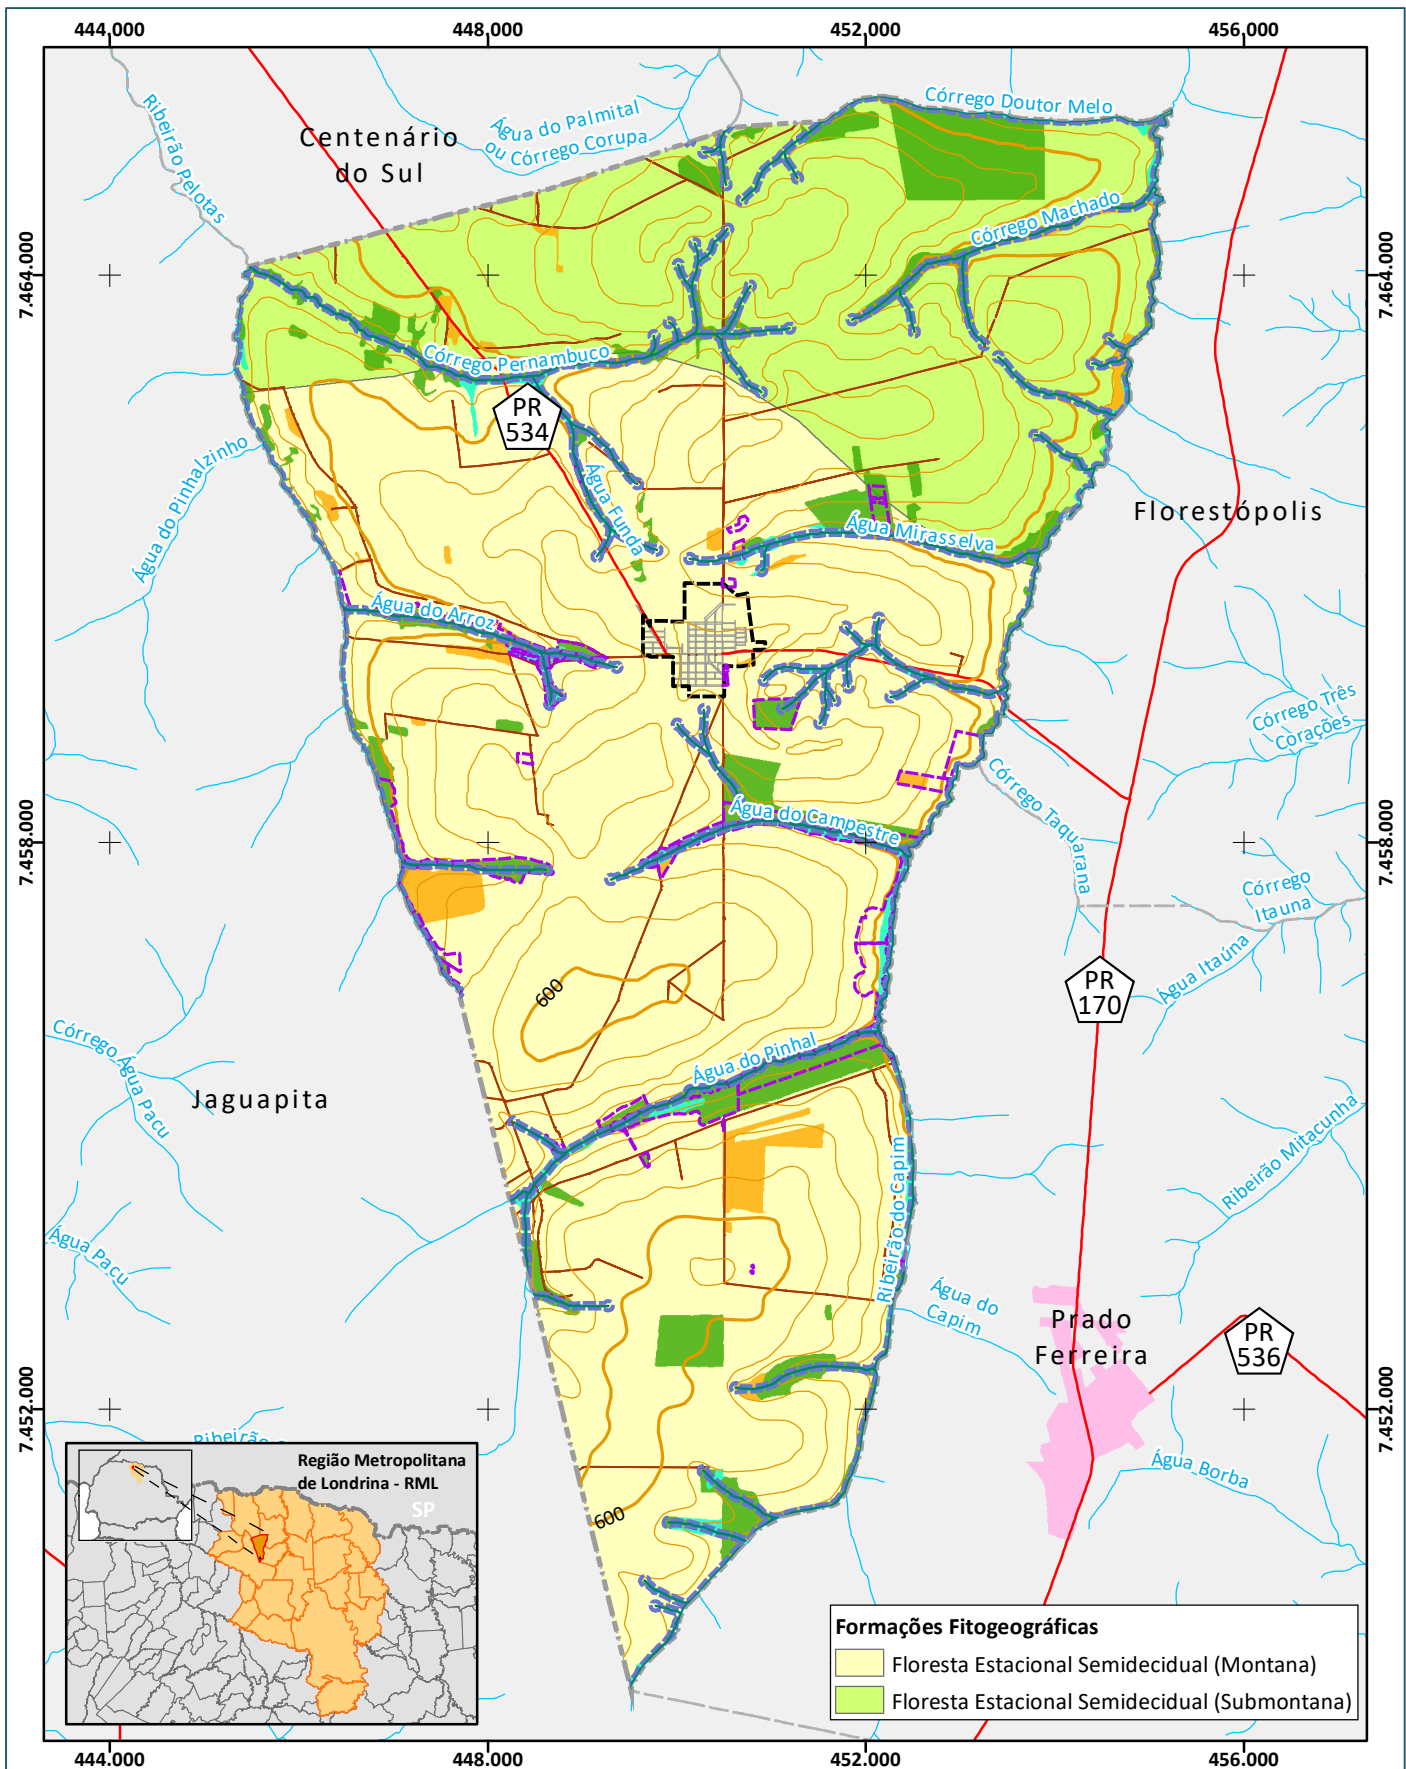 444.000
448.000
452.000
456.000
Ribeirão Pelotas
Centenário
do Sul
Água do Palmital
ou Córrego Corupa
Córrego Doutor Melo
Córrego Machado
7.464.000
7.464.000
Córrego Pernambuco
PR
534
Água do Pinhalzinho
Água Funda
Água Mirasselva
Florestópolis
Água do Arroz
Córrego Três
Corações
Córrego Taquarana
Água do Campestre
7.458.000
7.458.000
Córrego
Itauna
Água Itaúna
600
PR
170
Água do Pinhal
Córrego Água Pacu
Jaguapita
Ribeirão Mitacunha
Ribeirão do Capim
Água Pacu
Água do
Capim
Prado
Ferreira
PR
536
7.452.000
7.452.000
Água Borba
600
Região Metropolitana
de Londrina - RML
SP
Formações Fitogeográficas
Floresta Estacional Semidecidual (Montana)
Floresta Estacional Semidecidual (Submontana)
444.000
448.000
452.000
456.000